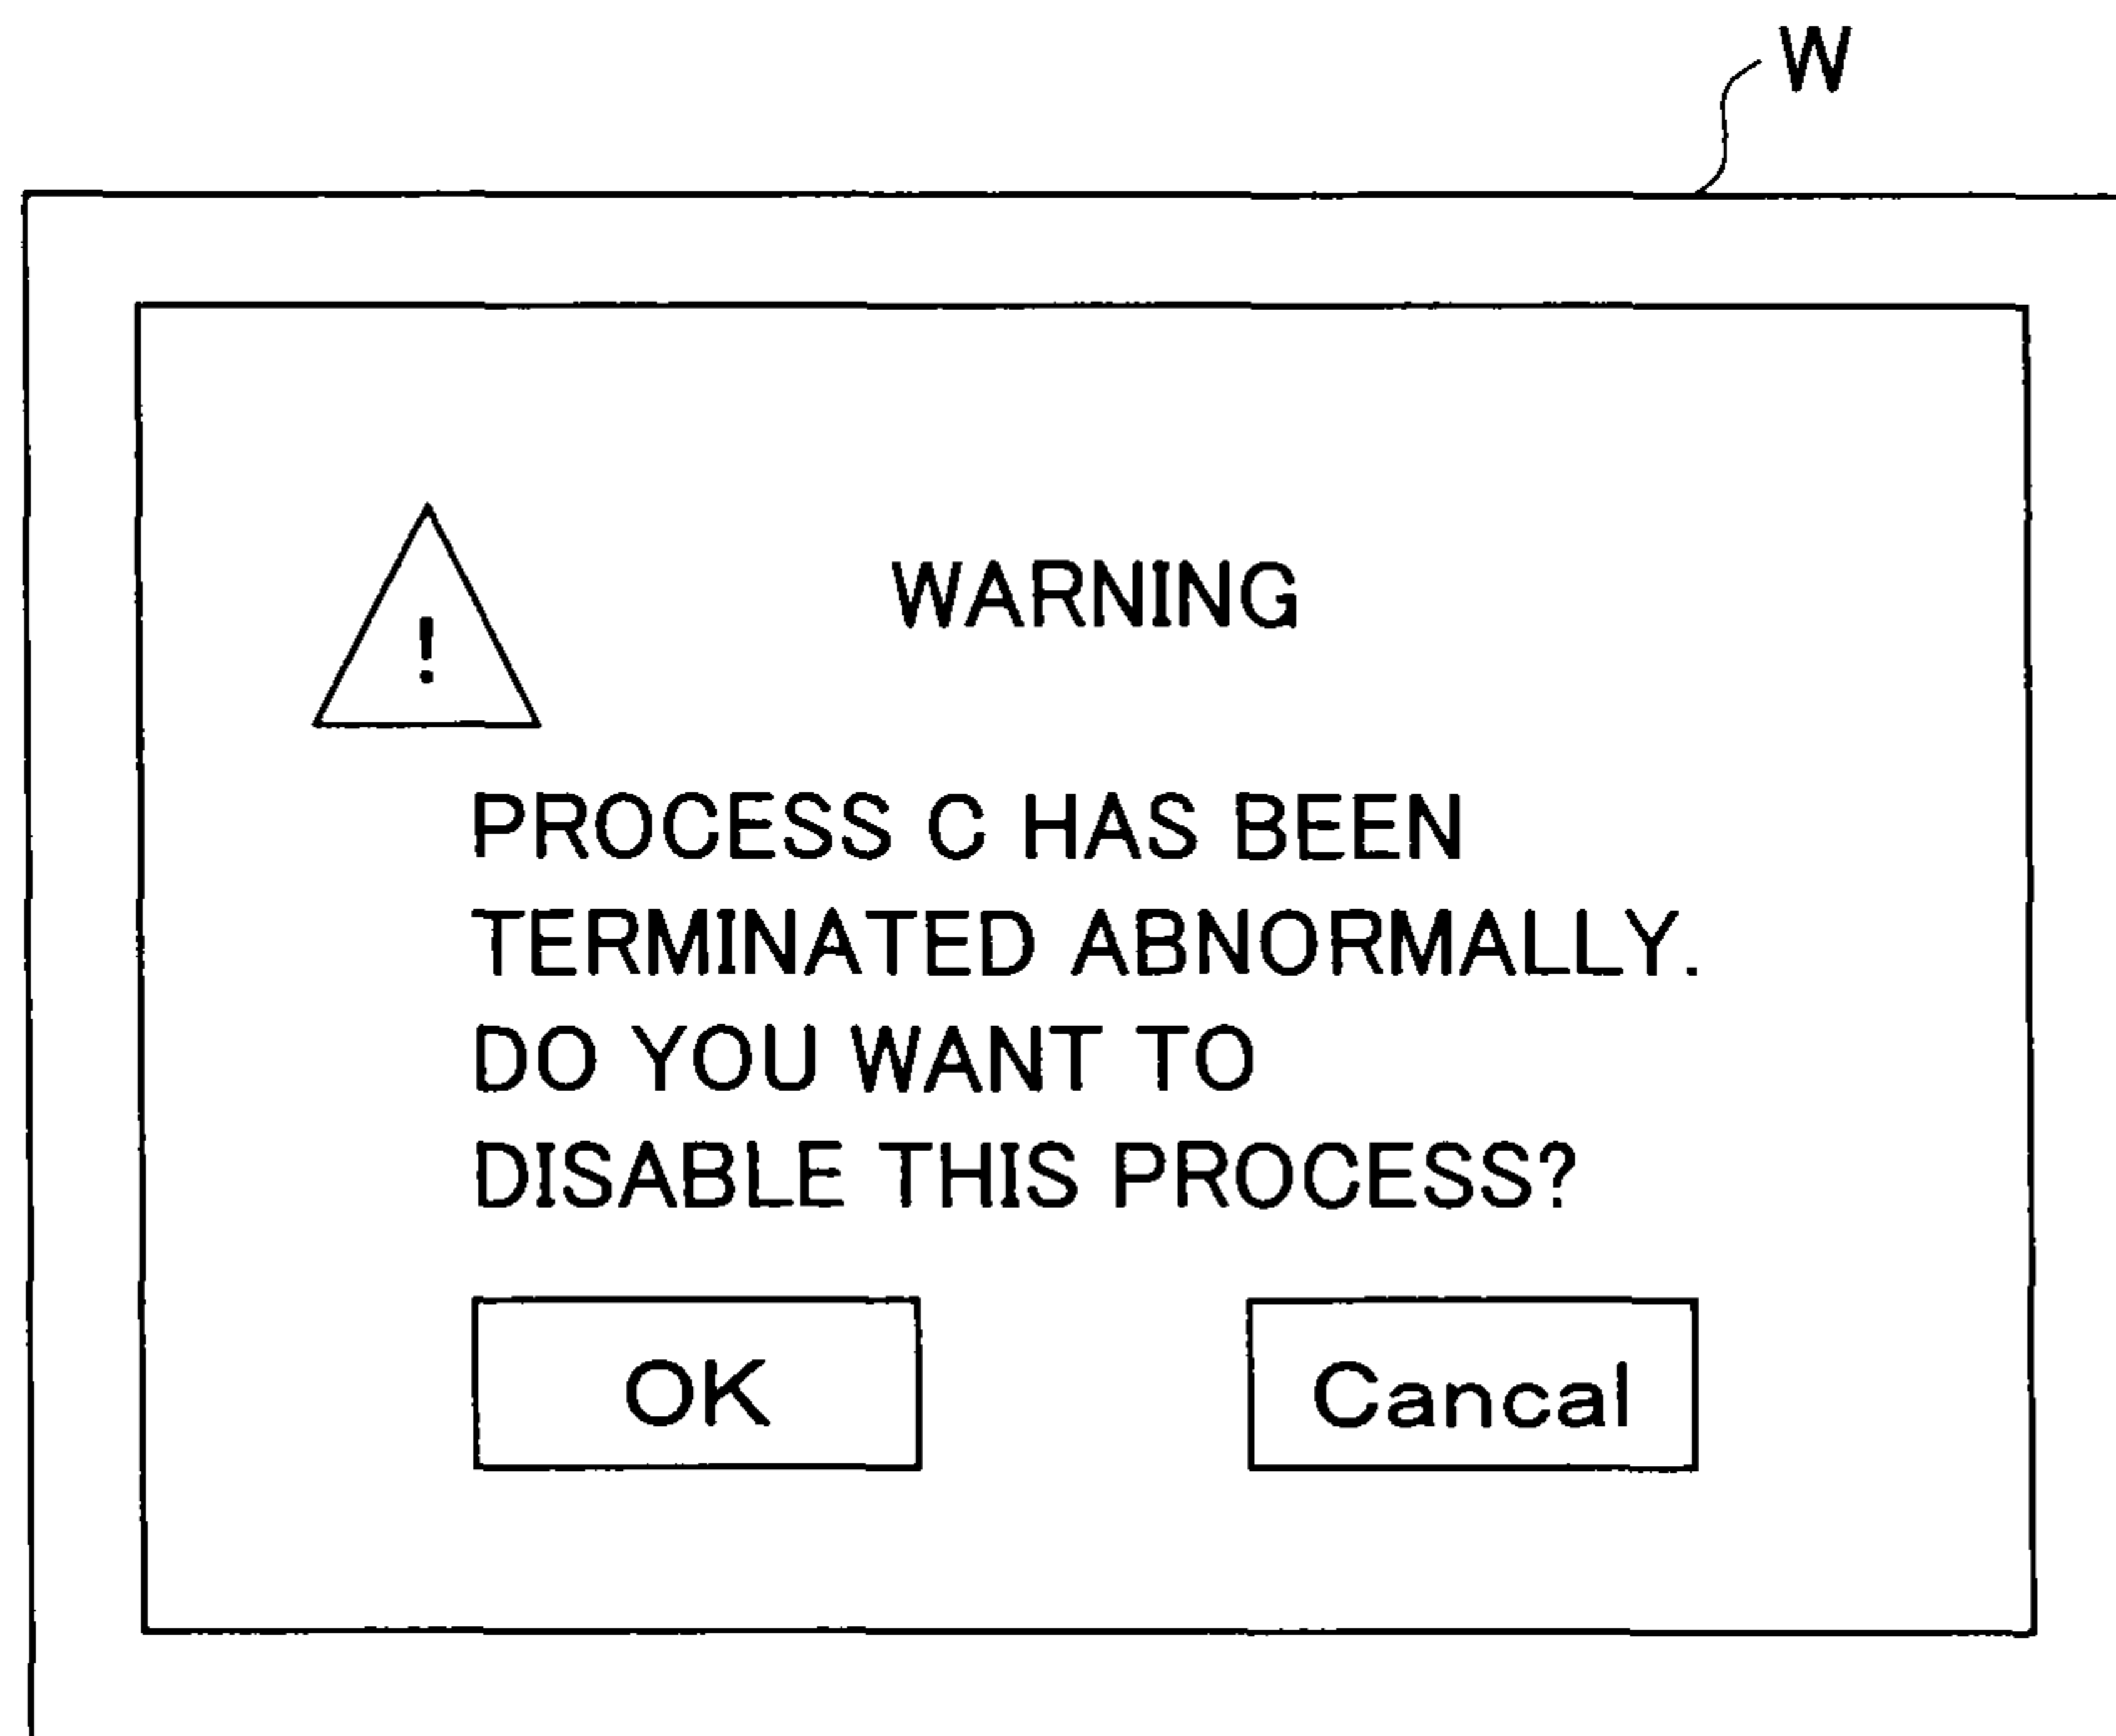 W
WARNING
!
PROCESS C HAS BEEN
TERMINATED ABNORMALLY.
DO YOU WANT TO
DISABLE THIS PROCESS?
OK
Cancal